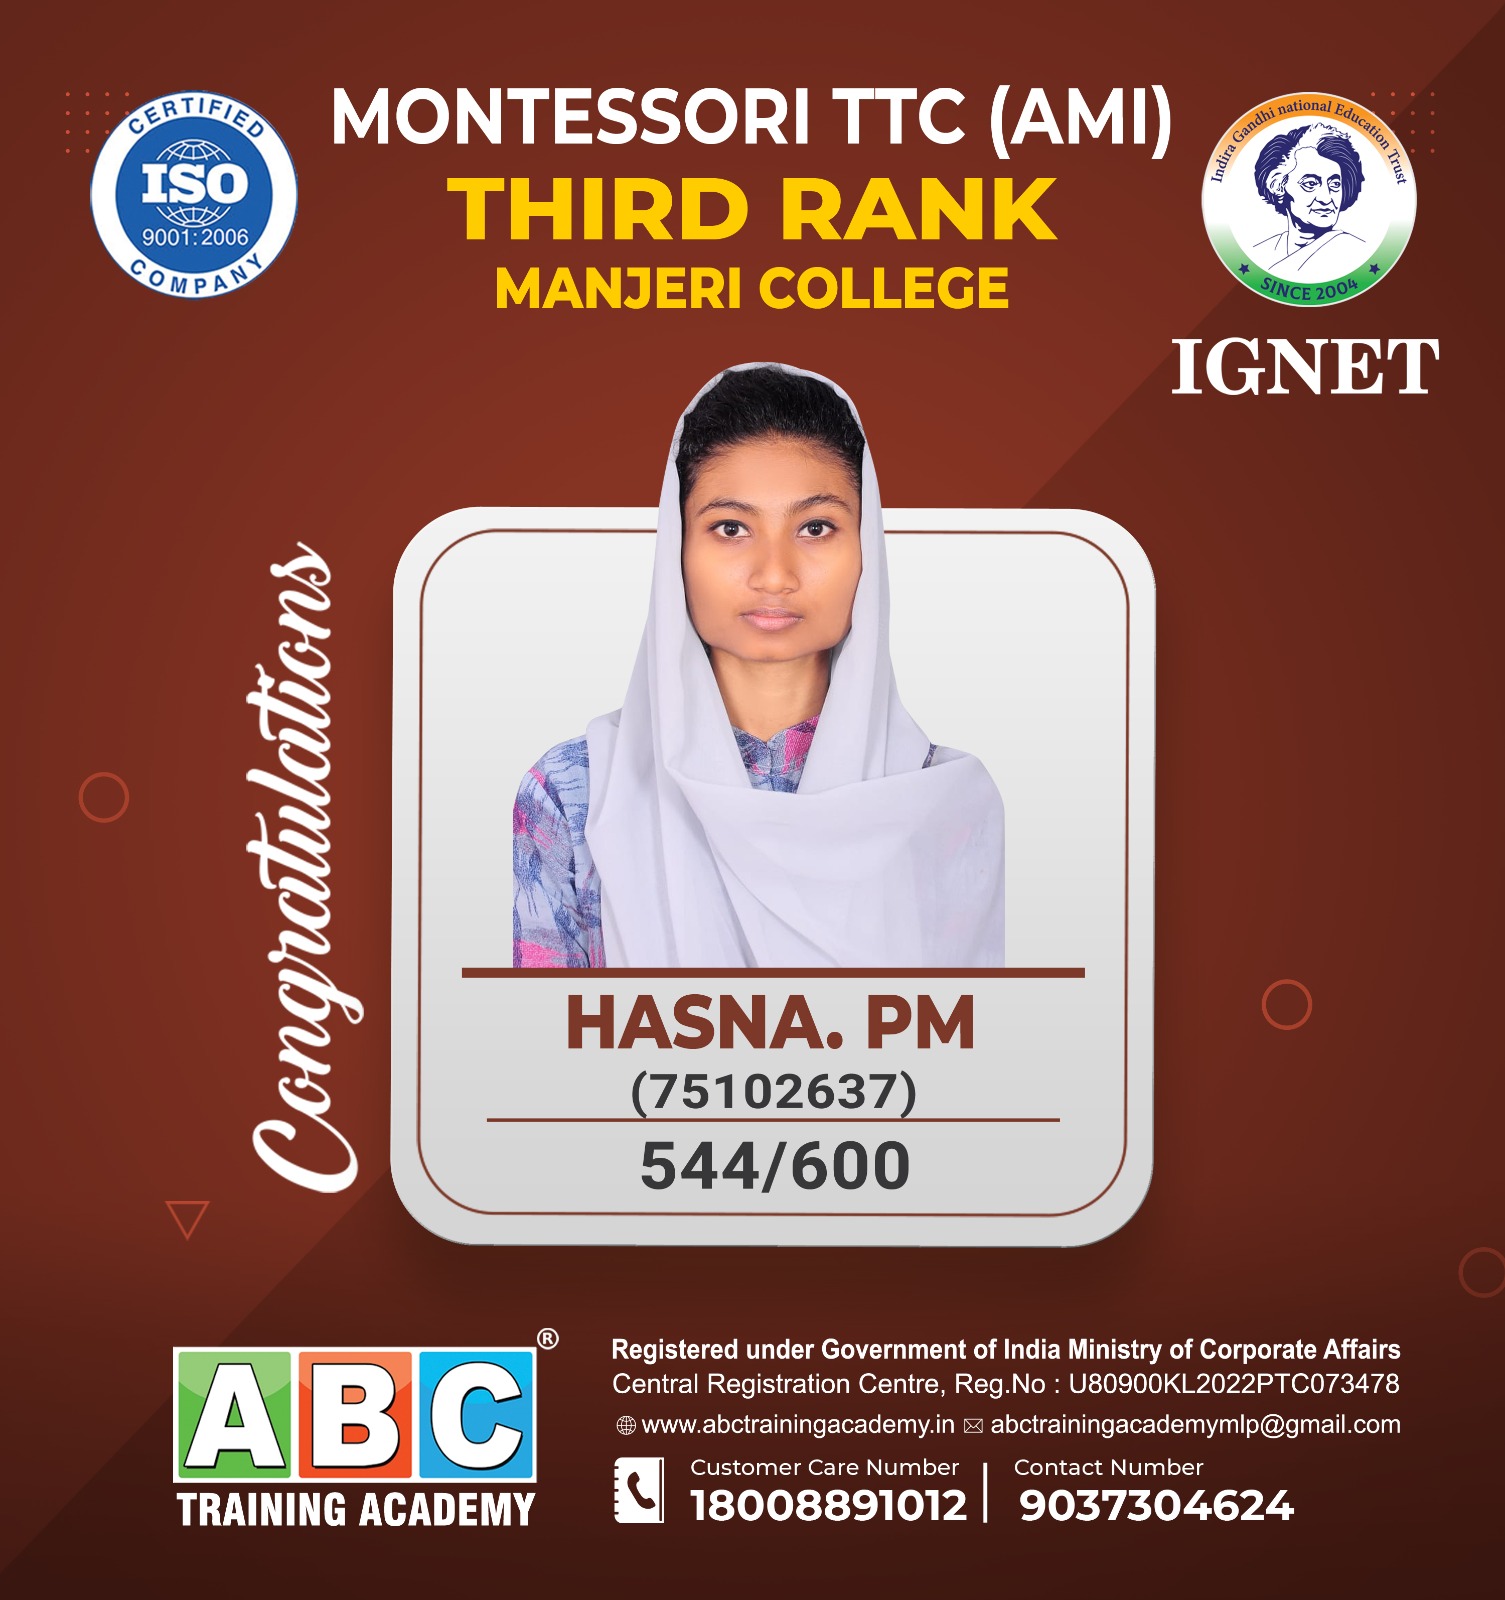 MONTESSORI TTC (AMI)
THIRD RANK
MANJERI COLLEGE
CERTIFIED
ISO
9001:2006
COMPANY
Indira Gandhi national Education Trust
SINCE 2004
IGNET
Congratulations
HASNA. PM
(75102637)
544/600
ABC
®
TRAINING ACADEMY
Registered under Government of India Ministry of Corporate Affairs
Central Registration Centre, Reg.No : U80900KL2022PTC073478
www.abctrainingacademy.in abctrainingacademymlp@gmail.com
Customer Care Number
18008891012
Contact Number
9037304624